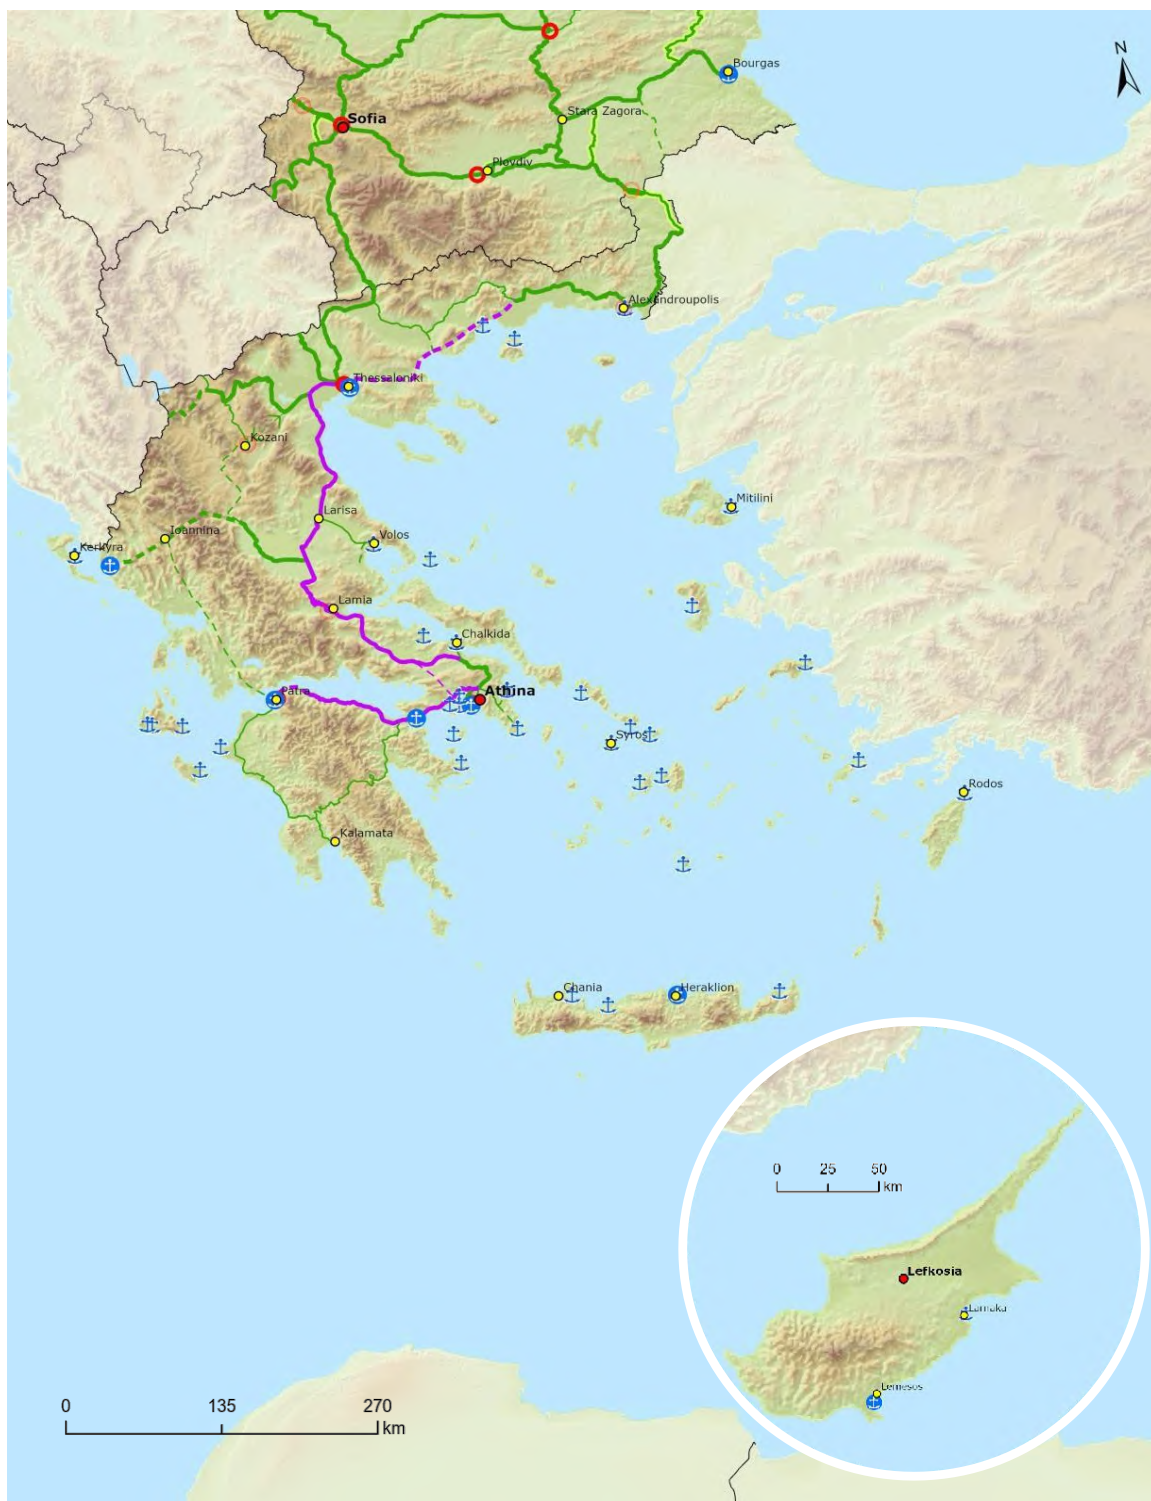 N
Bourgas
Stara Zagora
Sofia
Plovdiv
Alexandroupolis
Thessaloniki
Kozani
Mitilini
Larisa
Ioannina
Volos
Kerkyra
Lamia
Chalkida
Patra
Athina
Syros
Rodos
Kalamata
Chania
Heraklion
0 25 50
km
Lefkosia
Larnaka
Lemesos
0 135 270
km